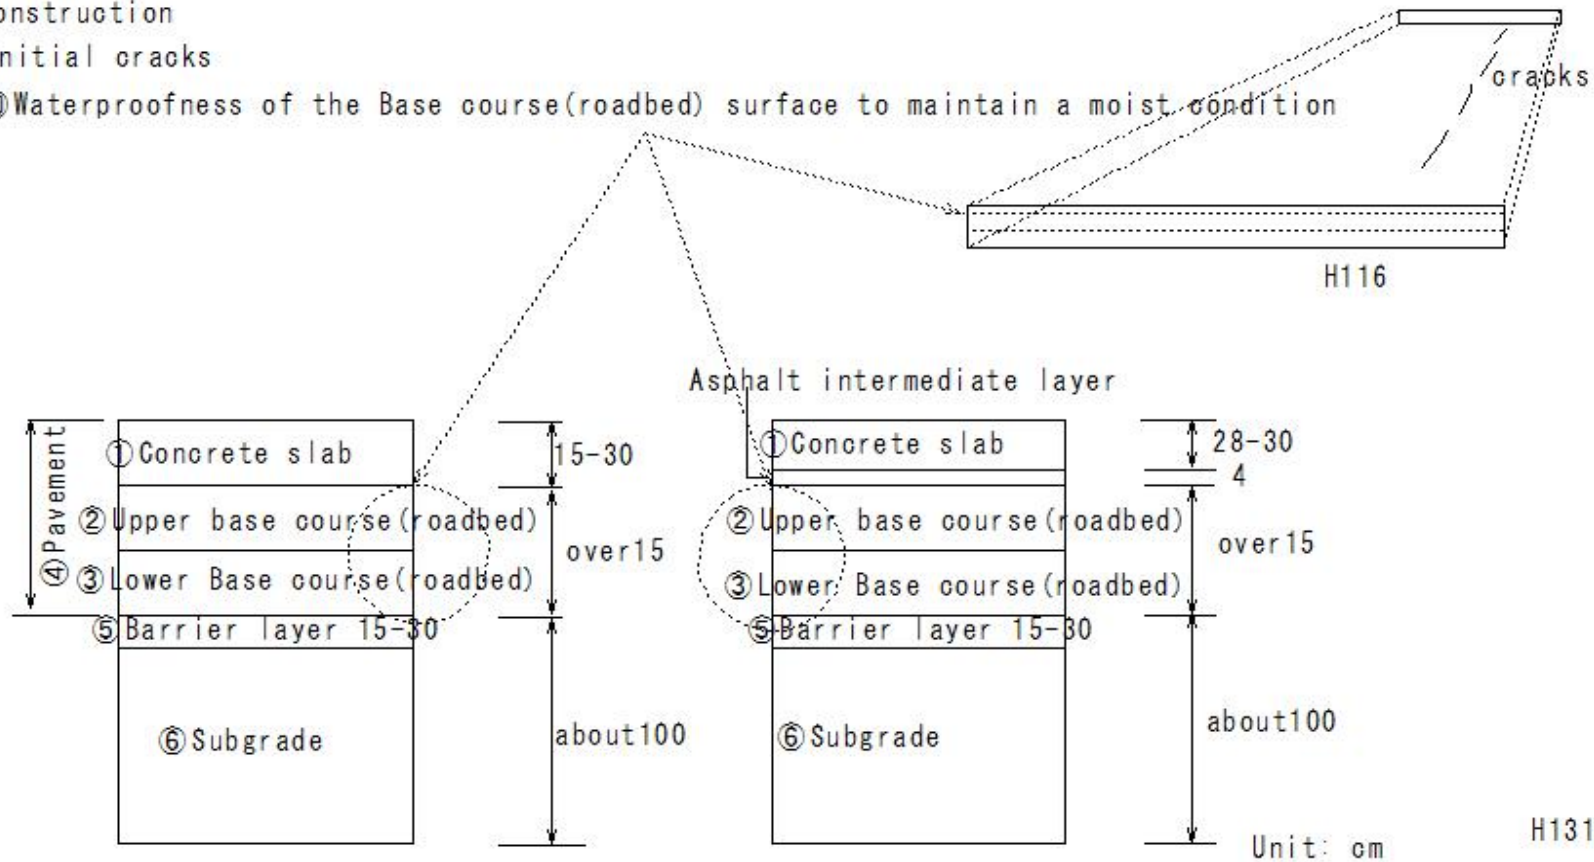 onstruction
nitial cracks
Waterproofness of the Base course(roadbed) surface to maintain a moist condition
cracks
H116
Asphalt intermediate layer
④Pavement
①Concrete slab
15-30
②Upper base course(roadbed)
③Lower Base course(roadbed)
over15
⑤Barrier layer 15-30
⑥Subgrade
about100
①Concrete slab
28-30
4
②Upper base course(roadbed)
③Lower Base course(roadbed)
over15
⑤Barrier layer 15-30
⑥Subgrade
about100
Unit: cm
H131